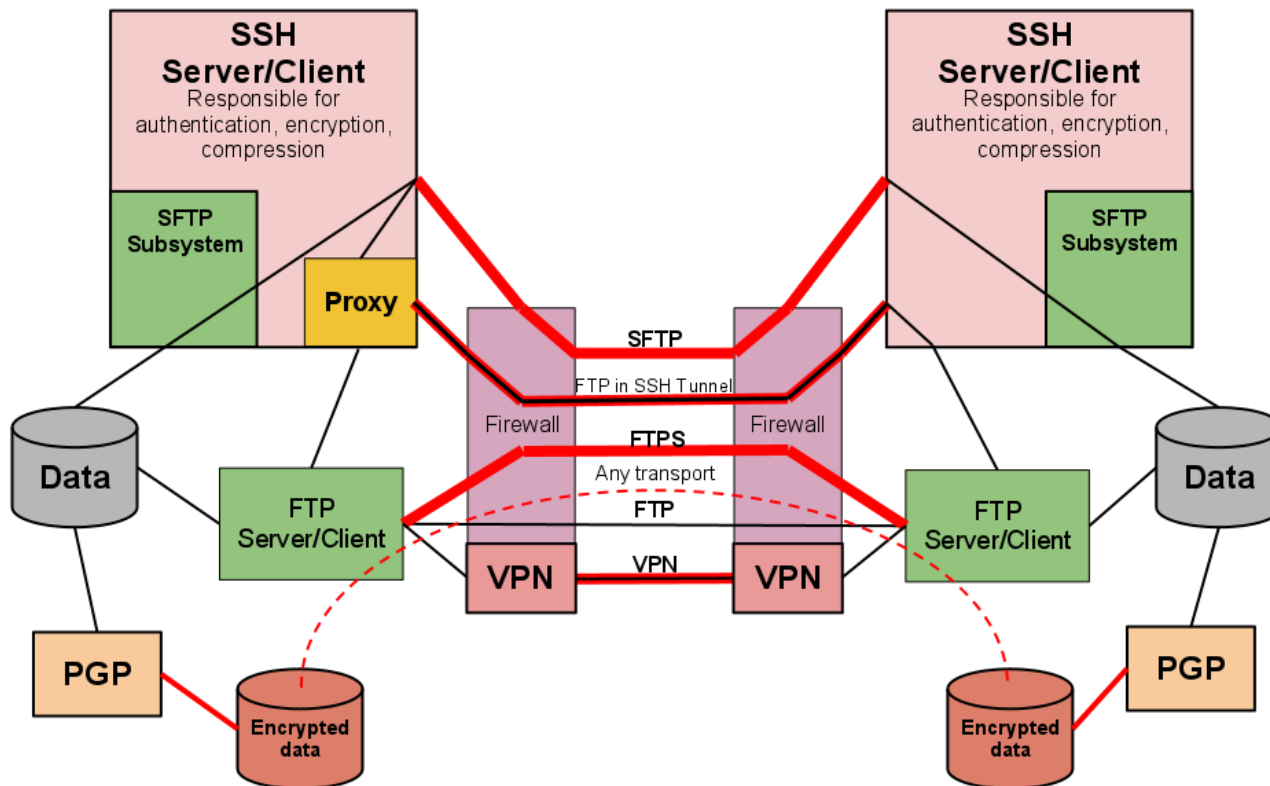 SSH
Server/Client
Responsible for
authentication, encryption,
compression
SFTP
Subsystem
Proxy
SSH
Server/Client
Responsible for
authentication, encryption,
compression
SFTP
Subsystem
SFTP
FTP in SSH Tunnel
Firewall
Firewall
FTPS
Any transport
FTP
VPN
VPN
VPN
Data
FTP
Server/Client
PGP
Encrypted
data
Data
FTP
Server/Client
PGP
Encrypted
data